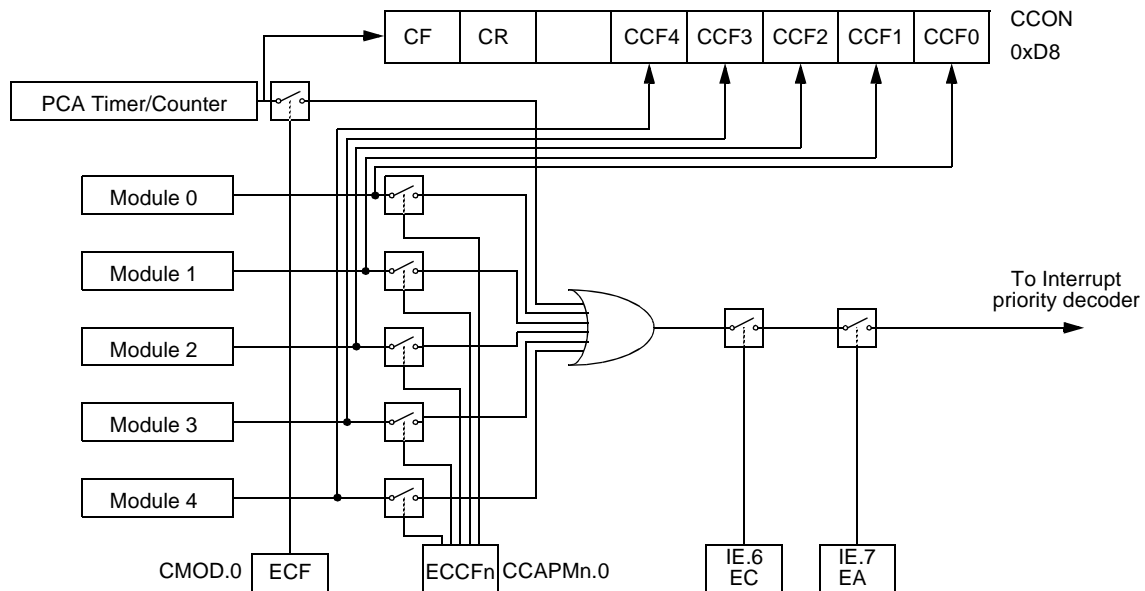 CF CR CCF4 CCF3 CCF2 CCF1 CCF0 CCON
0xD8
PCA Timer/Counter
Module 0
Module 1
To Interrupt
priority decoder
Module 2
Module 3
Module 4
CMOD.0 ECF ECCFn CCAPMn.0
IE.6
EC
IE.7
EA